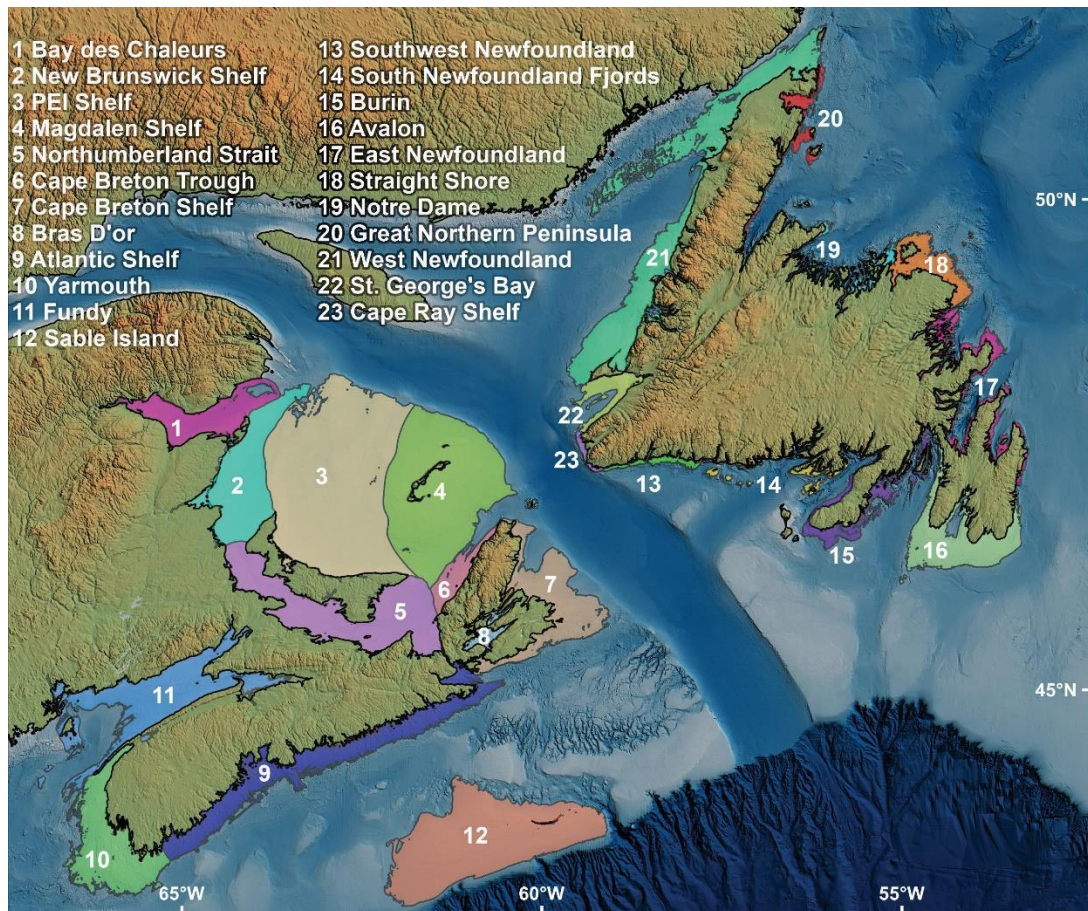 1 Bay des Chaleurs
2 New Brunswick Shelf
3 PEI Shelf
4 Magdalen Shelf
5 Northumberland Strait
6 Cape Breton Trough
7 Cape Breton Shelf
8 Bras D'or
9 Atlantic Shelf
10 Yarmouth
11 Fundy
12 Sable Island
13 Southwest Newfoundland
14 South Newfoundland Fjords
15 Burin
16 Avalon
17 East Newfoundland
18 Straight Shore
19 Notre Dame
20 Great Northern Peninsula
21 West Newfoundland
22 St. George's Bay
23 Cape Ray Shelf
20
50°N
19
18
21
17
22
1
23
3
2
4
13
14
15
16
7
6
5
8
11
45°N
9
12
10
65°W
60°W
55°W